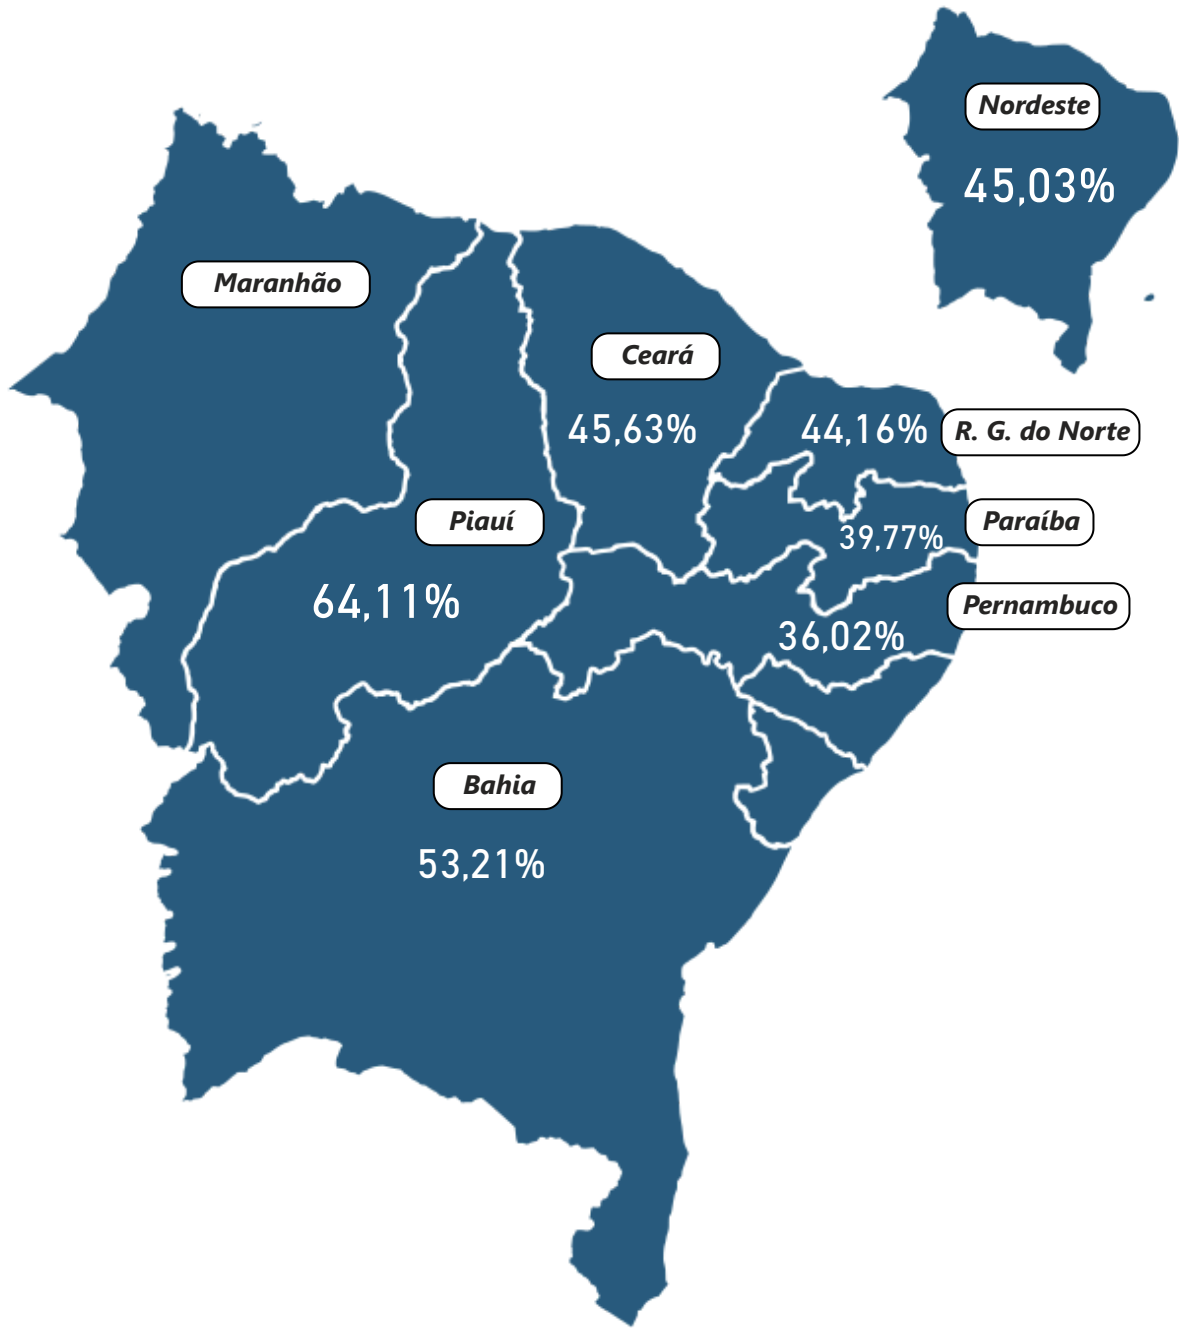 Nordeste
45,03%
Maranhão
Ceará
45,63%
44,16%
R. G. do Norte
Piauí
64,11%
Paraíba
39,77%
Pernambuco
36,02%
Bahia
53,21%